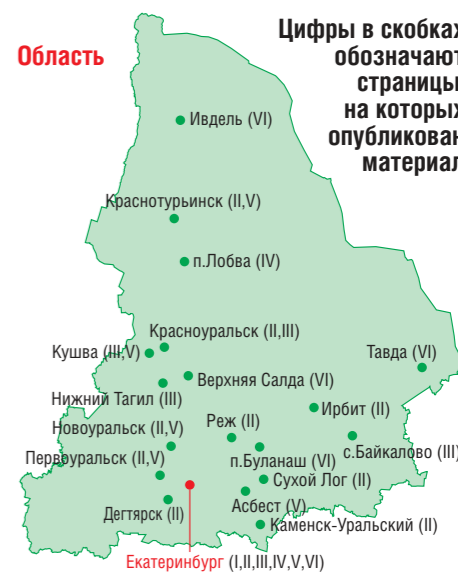 Область
Цифры в скобках
обозначают
страницы,
на которых
опубликован
материал
Ивдель (VI)
Краснотурьинск (II,V)
п.Лобва (IV)
Красноуральск (II,III)
Кушва (III,V)
Тавда (VI)
Верхняя Салда (VI)
Нижний Тагил (III)
Ирбит (II)
Новоуральск (II,V)
Реж (II)
с.Байкалово (III)
Первоуральск (II,V)
п.Буланаш (VI)
Сухой Лог (II)
Асбест (V)
Дегтярск (II)
Каменск-Уральский (II)
Екатеринбург (I,II,III,IV,V,VI)